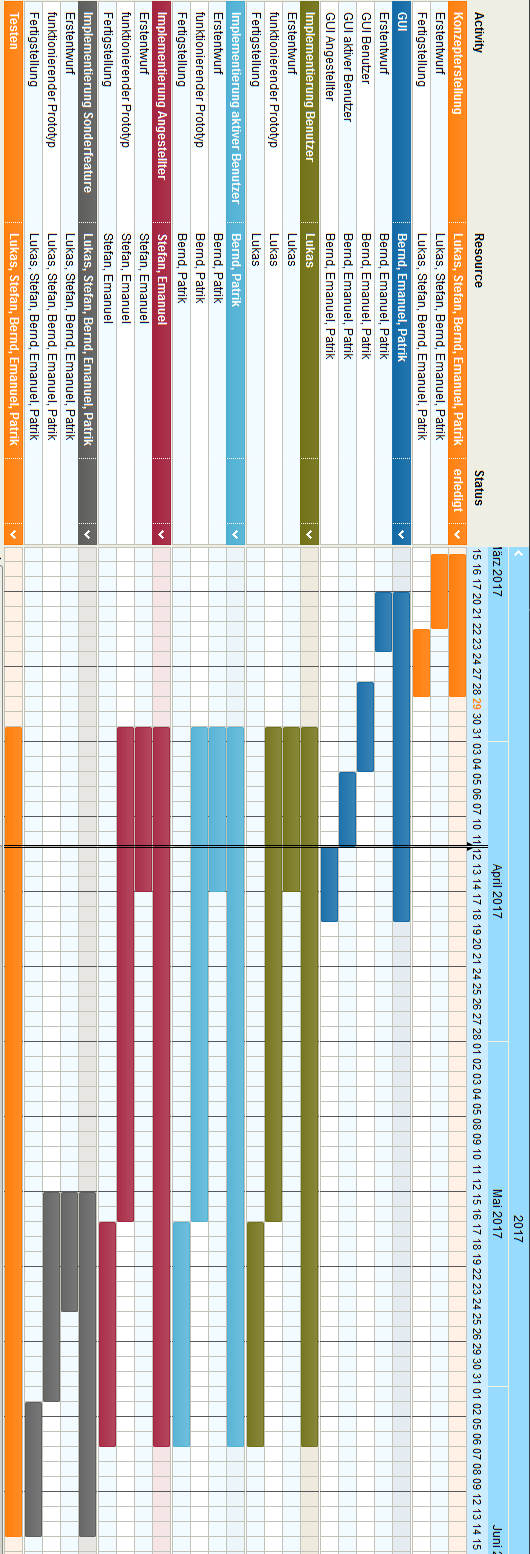 2017
ärz 2017 April 2017 Mai 2017 Juni 2
Activity Resource Status 15 16 17 20 21 22 23 24 27 28 29 30 31 03 04 05 06 07 10 11 12 13 14 17 18 19 20 21 24 25 26 27 28 01 02 03 04 05 08 09 10 11 12 15 16 17 18 19 22 23 24 25 26 29 30 31 01 02 05 06 07 08 09 12 13 14 15
Konzepterstellung Lukas, Stefan, Bernd, Emanuel, Patrik erledigt
Erstentwurf Lukas, Stefan, Bernd, Emanuel, Patrik
Fertigstellung Lukas, Stefan, Bernd, Emanuel, Patrik
GUI Bernd, Emanuel, Patrik
Erstentwurf Bernd, Emanuel, Patrik
GUI Benutzer Bernd, Emanuel, Patrik
GUI aktiver Benutzer Bernd, Emanuel, Patrik
GUI Angestellter Bernd, Emanuel, Patrik
Implementierung Benutzer Lukas
Erstentwurf Lukas
funktionierender Prototyp Lukas
Fertigstellung Lukas
Implementierung aktiver Benutzer Bernd, Patrik
Erstentwurf Bernd, Patrik
funktionierender Prototyp Bernd, Patrik
Fertigstellung Bernd, Patrik
Implementierung Angestellter Stefan, Emanuel
Erstentwurf Stefan, Emanuel
funktionierender Prototyp Stefan, Emanuel
Fertigstellung Stefan, Emanuel
Implementierung Sonderfeature Lukas, Stefan, Bernd, Emanuel, Patrik
Erstentwurf Lukas, Stefan, Bernd, Emanuel, Patrik
funktionierender Prototyp Lukas, Stefan, Bernd, Emanuel, Patrik
Fertigstellung Lukas, Stefan, Bernd, Emanuel, Patrik
Testen Lukas, Stefan, Bernd, Emanuel, Patrik